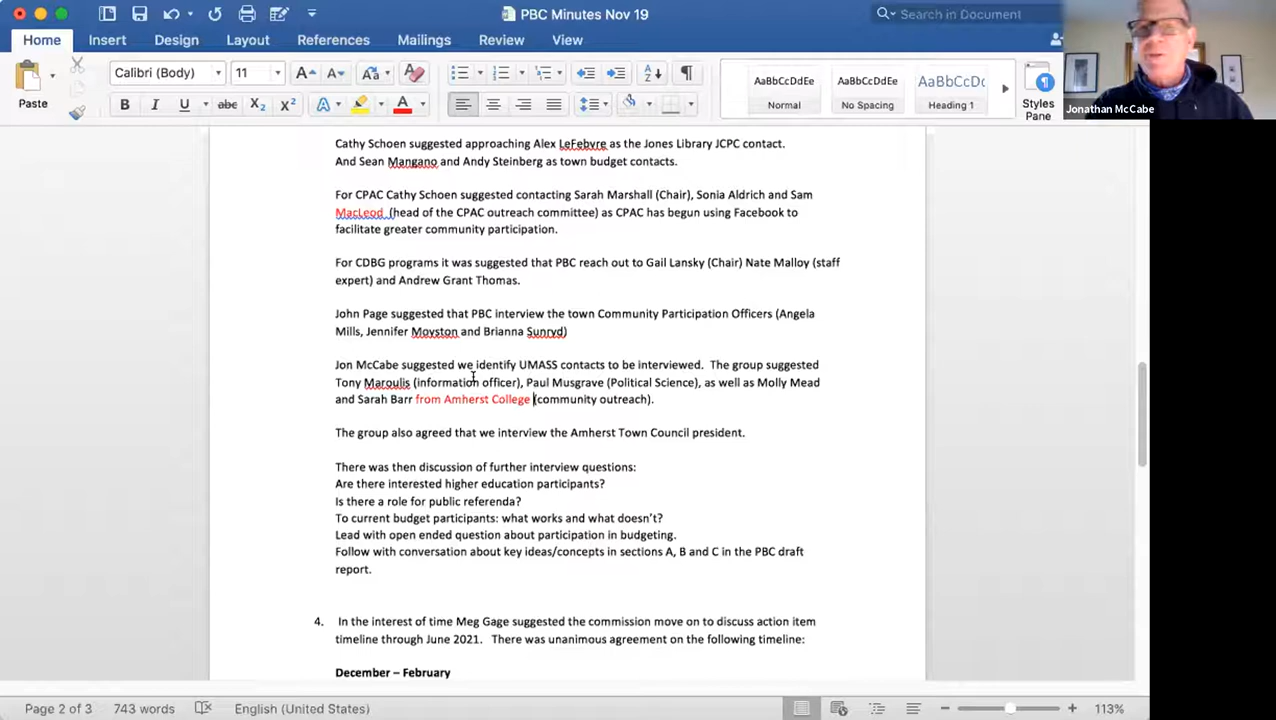 PBC Minutes Nov 19
Search in Document
Home Insert Design Layout References Mailings Review View
Paste
Calibri (Body) 11
AaBbCcDdEe AaBbCcDdEe AaBbCcDc
Normal No Spacing Heading 1
Styles
Pane
Jonathan McCabe
Cathy Schoen suggested approaching Alex LeFebvre as the Jones Library JCPC contact.
And Sean Mangano and Andy Steinberg as town budget contacts.
For CPAC Cathy Schoen suggested contacting Sarah Marshall (Chair), Sonia Aldrich and Sam
MacLeod (head of the CPAC outreach committee) as CPAC has begun using Facebook to
facilitate greater community participation.
For CDBG programs it was suggested that PBC reach out to Gail Lansky (Chair) Nate Malloy (staff
expert) and Andrew Grant Thomas.
John Page suggested that PBC interview the town Community Participation Officers (Angela
Mills, Jennifer Moyston and Brianna Sunryd)
Jon McCabe suggested we identify UMASS contacts to be interviewed. The group suggested
Tony Maroulis (information officer), Paul Musgrave (Political Science), as well as Molly Mead
and Sarah Barr from Amherst College (community outreach).
The group also agreed that we interview the Amherst Town Council president.
There was then discussion of further interview questions:
Are there interested higher education participants?
Is there a role for public referenda?
To current budget participants: what works and what doesn't?
Lead with open ended question about participation in budgeting.
Follow with conversation about key ideas/concepts in sections A, B and C in the PBC draft
report.
4. In the interest of time Meg Gage suggested the commission move on to discuss action item
timeline through June 2021. There was unanimous agreement on the following timeline:
December – February
Page 2 of 3 743 words English (United States) 113%